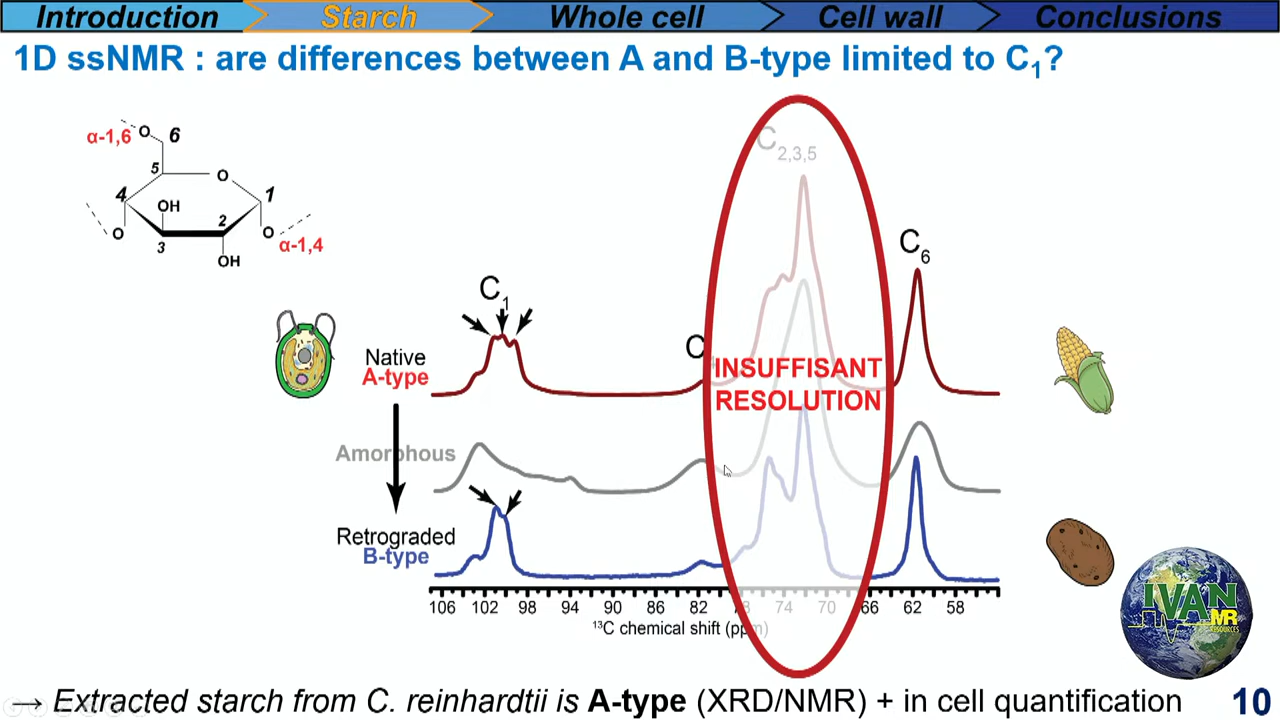 Introduction
Starch
Whole cell
Cell wall
Conclusions
1D ssNMR : are differences between A and B-type limited to C1?
α-1,6
O
6
5
O
4
1
OH
2
O
3
O
α-1,4
OH
C2,3,5
C6
C1
C
Native
A-type
INSUFFISANT
RESOLUTION
Amorphous
Retrograded
B-type
106 102 98 94 90 86 82 78 74 70 66 62 58
13C chemical shift (ppm)
IVAN
NMR
RESOURCES
→ Extracted starch from C. reinhardtii is A-type (XRD/NMR) + in cell quantification
10